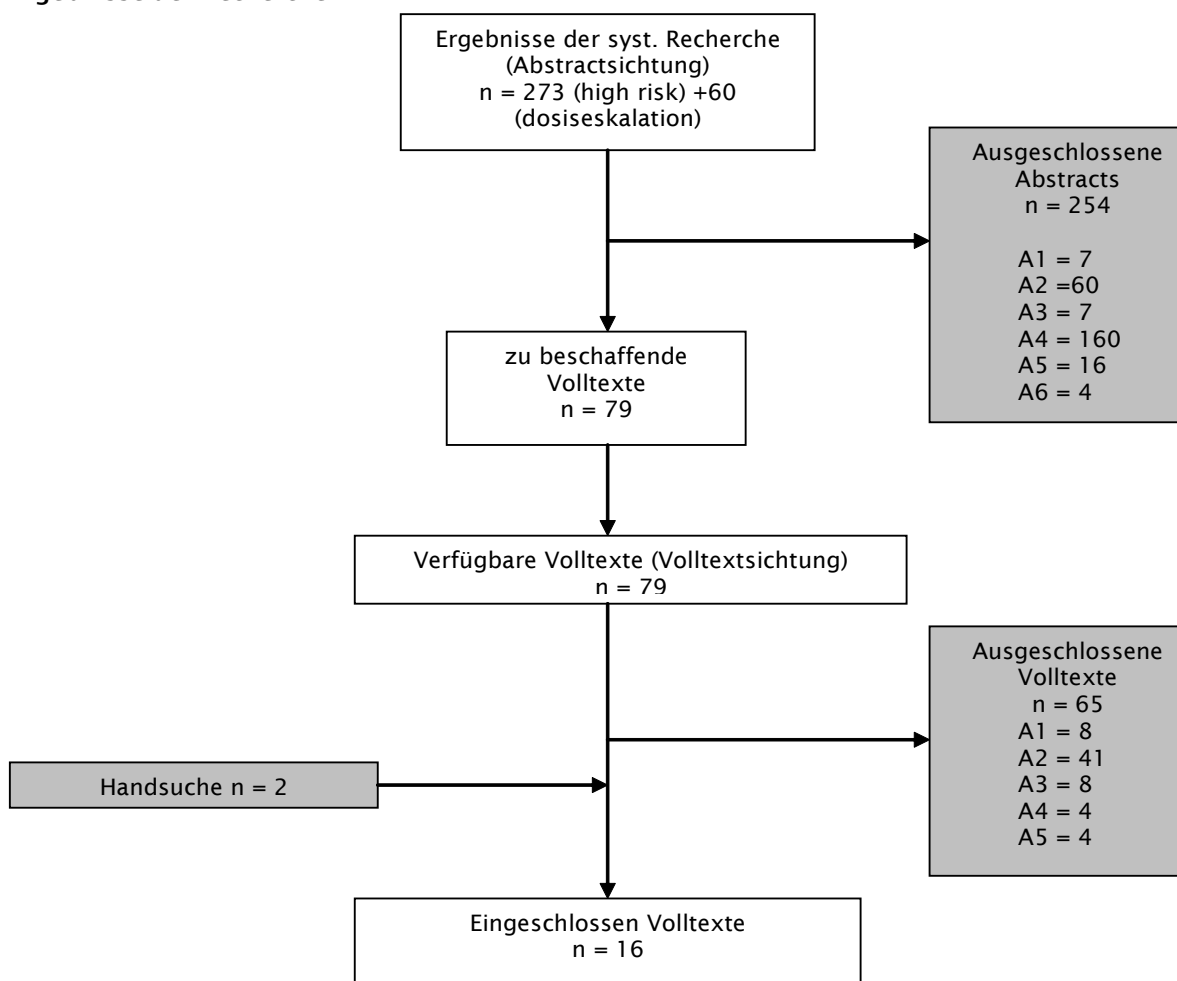 Ergebnisse der syst. Recherche
(Abstractsichtung)
n = 273 (high risk) +60
(dosiseskalation)
Ausgeschlossene
Abstracts
n = 254
A1 = 7
A2 =60
A3 = 7
A4 = 160
A5 = 16
A6 = 4
zu beschaffende
Volltexte
n = 79
Verfügbare Volltexte (Volltextsichtung)
n = 79
Ausgeschlossene
Volltexte
n = 65
A1 = 8
A2 = 41
A3 = 8
A4 = 4
A5 = 4
Handsuche n = 2
Eingeschlossen Volltexte
n = 16